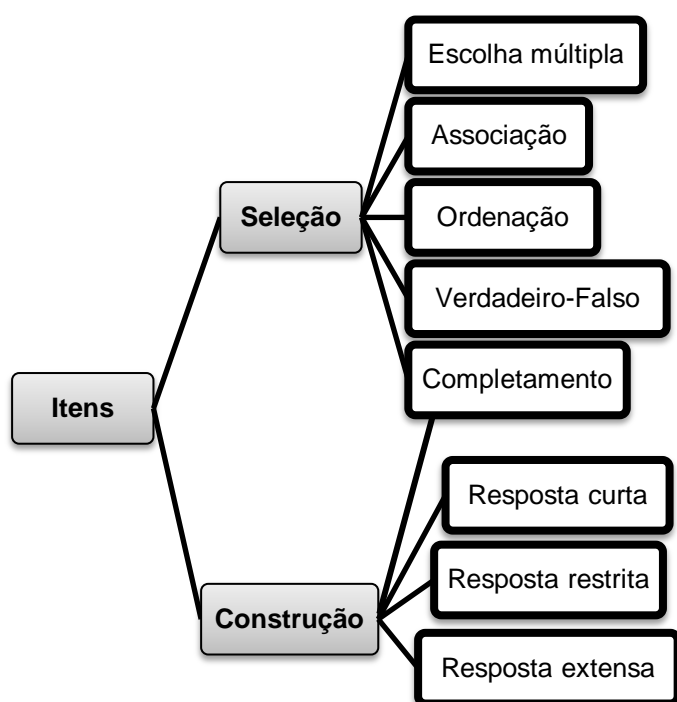 Escolha múltipla
Associação
Seleção
Ordenação
Verdadeiro-Falso
Completamento
Itens
Resposta curta
Resposta restrita
Construção
Resposta extensa